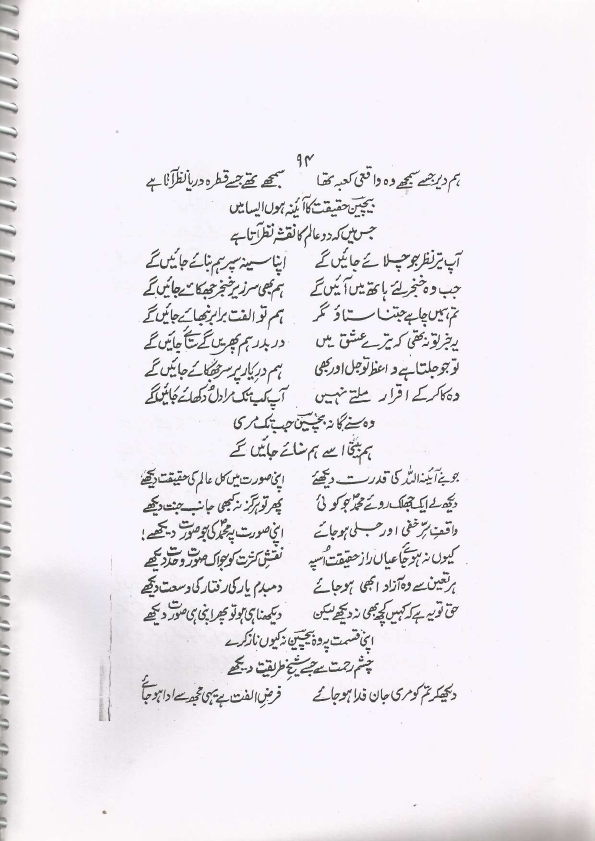 ۹۴
ہم دیر جسے سمجھے وہ واقعی کعبہ تھا سمجھے تھے جسے قطرہ دریا نظر آتا ہے
بیچین حقیقت کا آئینہ ہوں ایسا میں
جس میں کہ دو عالم کا نقشہ نظر آتا ہے
آپ تیر نظر جو چلائے جائیں گے اپنا سینہ سپر ہم بنائے جائیں گے
جب وہ خنجر لئے ہاتھ میں آئیں گے ہم بھی سر زیر خنجر جھکائے جائیں گے
تم ہمیں چاہے جتنا ستاؤ مگر ہم تو الفت برابر نبھائے جائیں گے
یہ خبر تو نہ تھی کہ ترے عشق میں در بدر ہم پھریں گے ستائے جائیں گے
تو جو جلتا ہے واعظ تو جل اور بھی ہم در یار پر سر جھکائے جائیں گے
وہ کا کر کے اقرار ملتے نہیں آپ کب تک مرا دل دکھائے جائیں گے
وہ سنے گا نہ بیچین جب تک مری
ہم اسے ہم سنائے جائیں گے
جو بنے آئینہ اللہ کی قدرت دیکھے اپنی صورت میں کل عالم کی حقیقت دیکھے
دیکھ لے ایک جھلک روئے محمدؐ جو کوئی پھر تو ہرگز نہ کبھی جانب جنت دیکھے
واقف سر خفی اور جلی ہو جائے اپنی صورت پہ محمدؐ کی جو صورت دیکھے!
کیوں نہ ہو جائے عیاں راز حقیقت اُسپہ نقش کثرت کو جو اک صورت وحدت دیکھے
ہر تعین سے وہ آزاد ابھی ہو جائے دمبدم یار کی رفتار کی وسعت دیکھے
حق تو یہ ہے کہ کہیں کچھ بھی نہ دیکھے لیکن دیکھنا ہی ہو تو پھر اپنی ہی صورت دیکھے
اپنی قسمت پہ وہ بیچین نہ کیوں ناز کرے
چشم رحمت سے جسے شیخ طریقت دیکھے
دیکھ کر تم کو مری جان فدا ہو جائے فرض الفت ہے یہی مجھ سے ادا ہو جائے